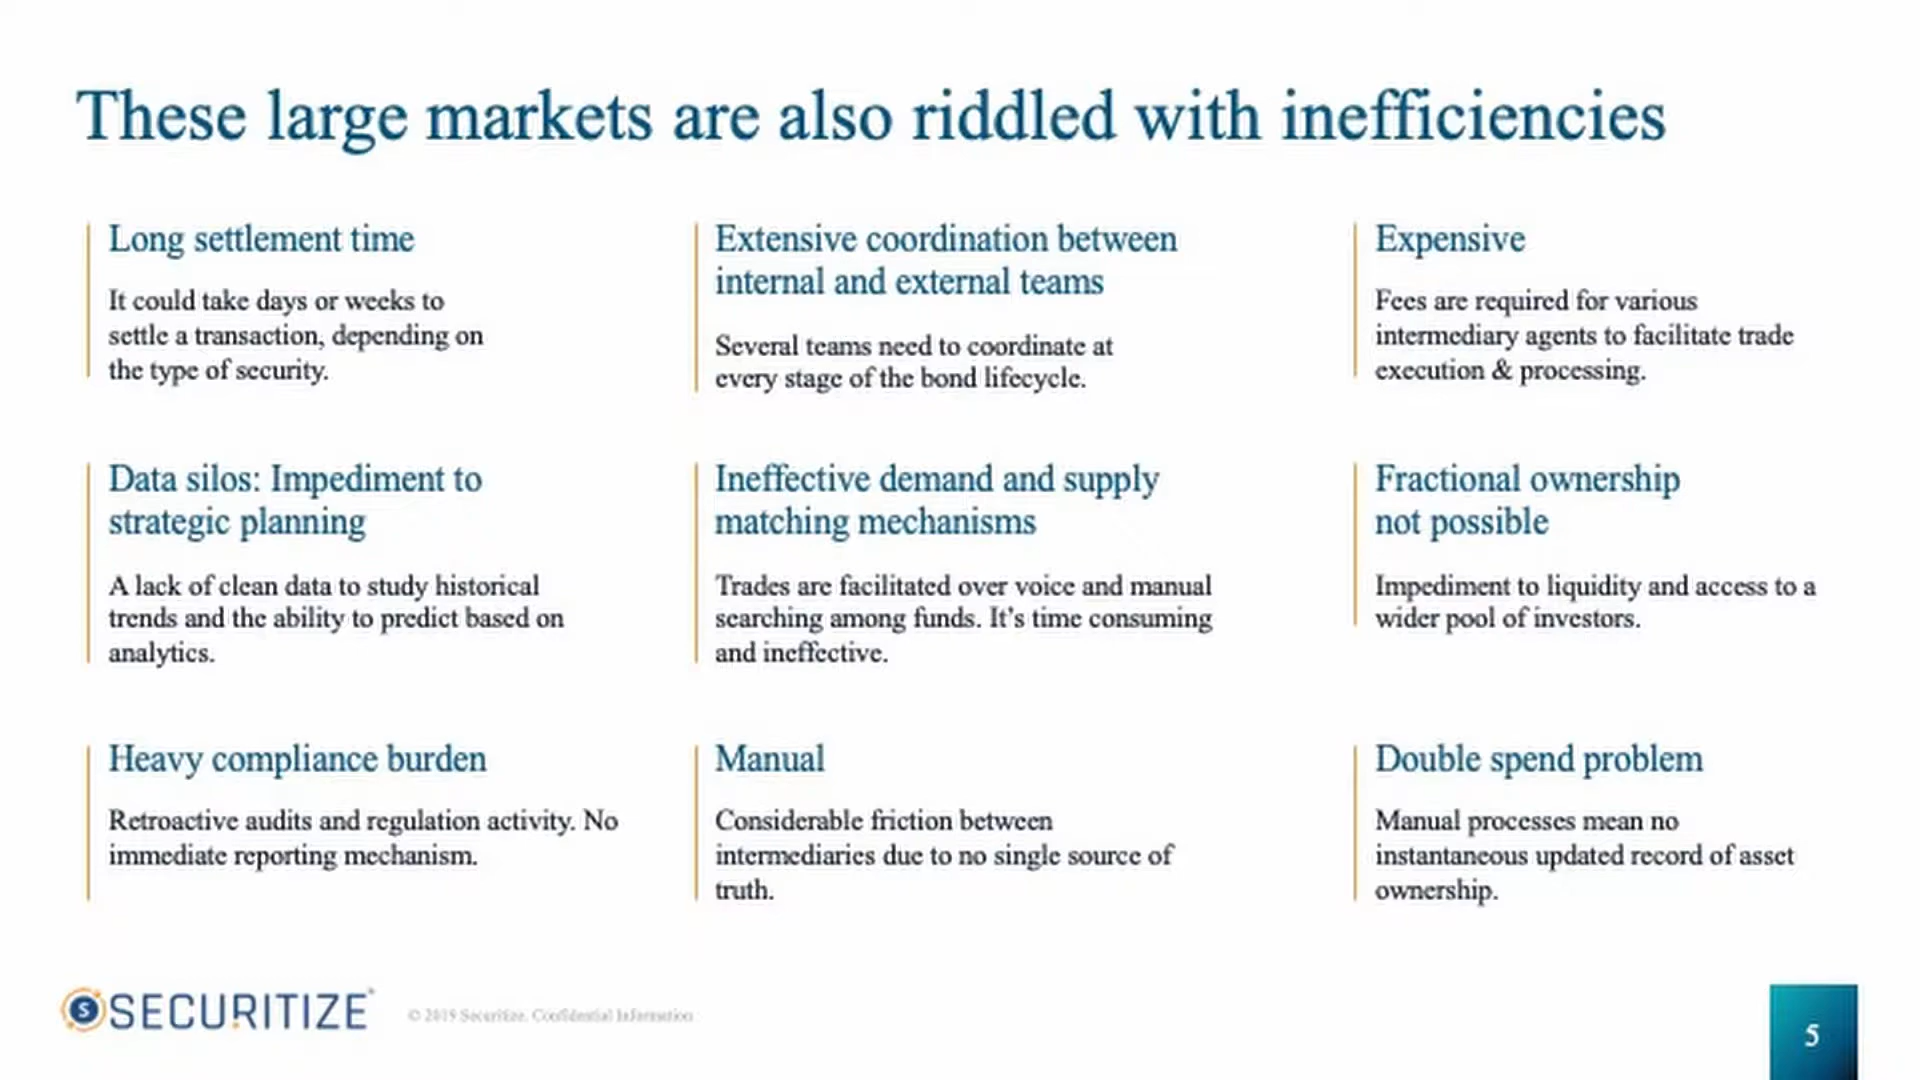 These large markets are also riddled with inefficiencies
Long settlement time
It could take days or weeks to
settle a transaction, depending on
the type of security.
Extensive coordination between
internal and external teams
Several teams need to coordinate at
every stage of the bond lifecycle.
Expensive
Fees are required for various
intermediary agents to facilitate trade
execution & processing.
Data silos: Impediment to
strategic planning
A lack of clean data to study historical
trends and the ability to predict based on
analytics.
Ineffective demand and supply
matching mechanisms
Trades are facilitated over voice and manual
searching among funds. It's time consuming
and ineffective.
Fractional ownership
not possible
Impediment to liquidity and access to a
wider pool of investors.
Heavy compliance burden
Retroactive audits and regulation activity. No
immediate reporting mechanism.
Manual
Considerable friction between
intermediaries due to no single source of
truth.
Double spend problem
Manual processes mean no
instantaneous updated record of asset
ownership.
S SECURITIZE
© 2019 Securitize. Confidential Information
5